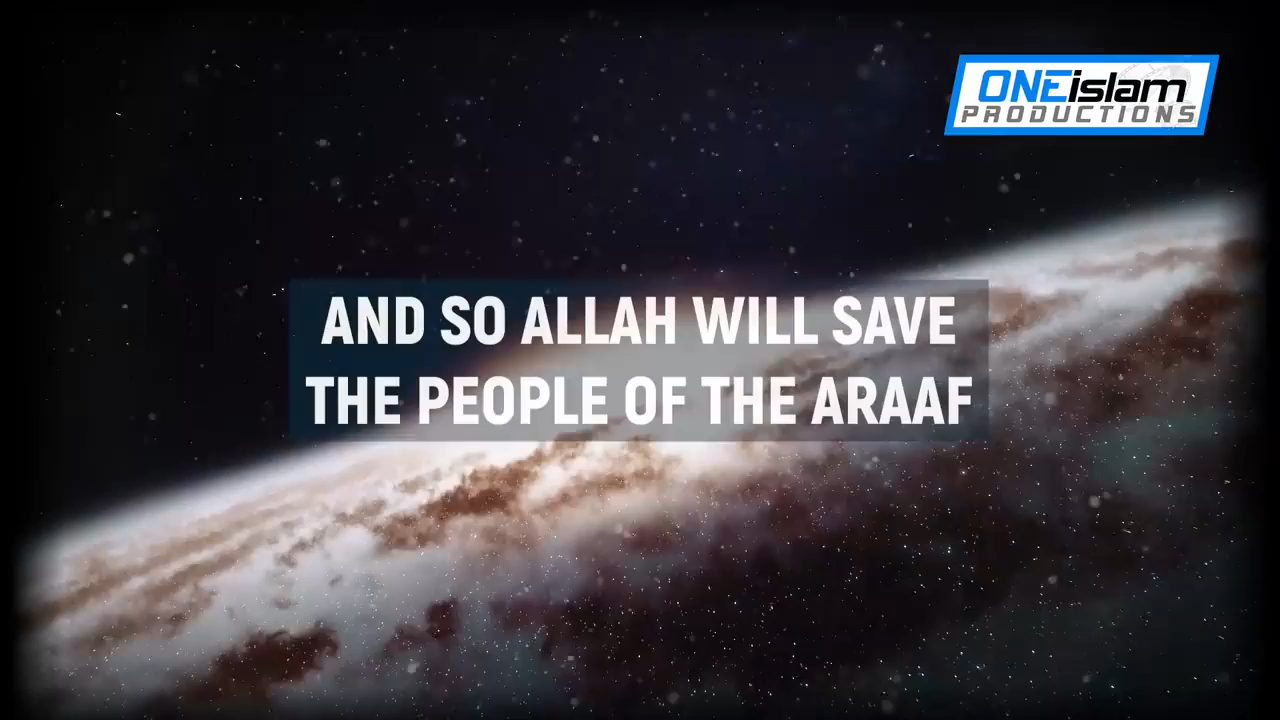 ONEislam
PRODUCTIONS
AND SO ALLAH WILL SAVE
THE PEOPLE OF THE ARAAF